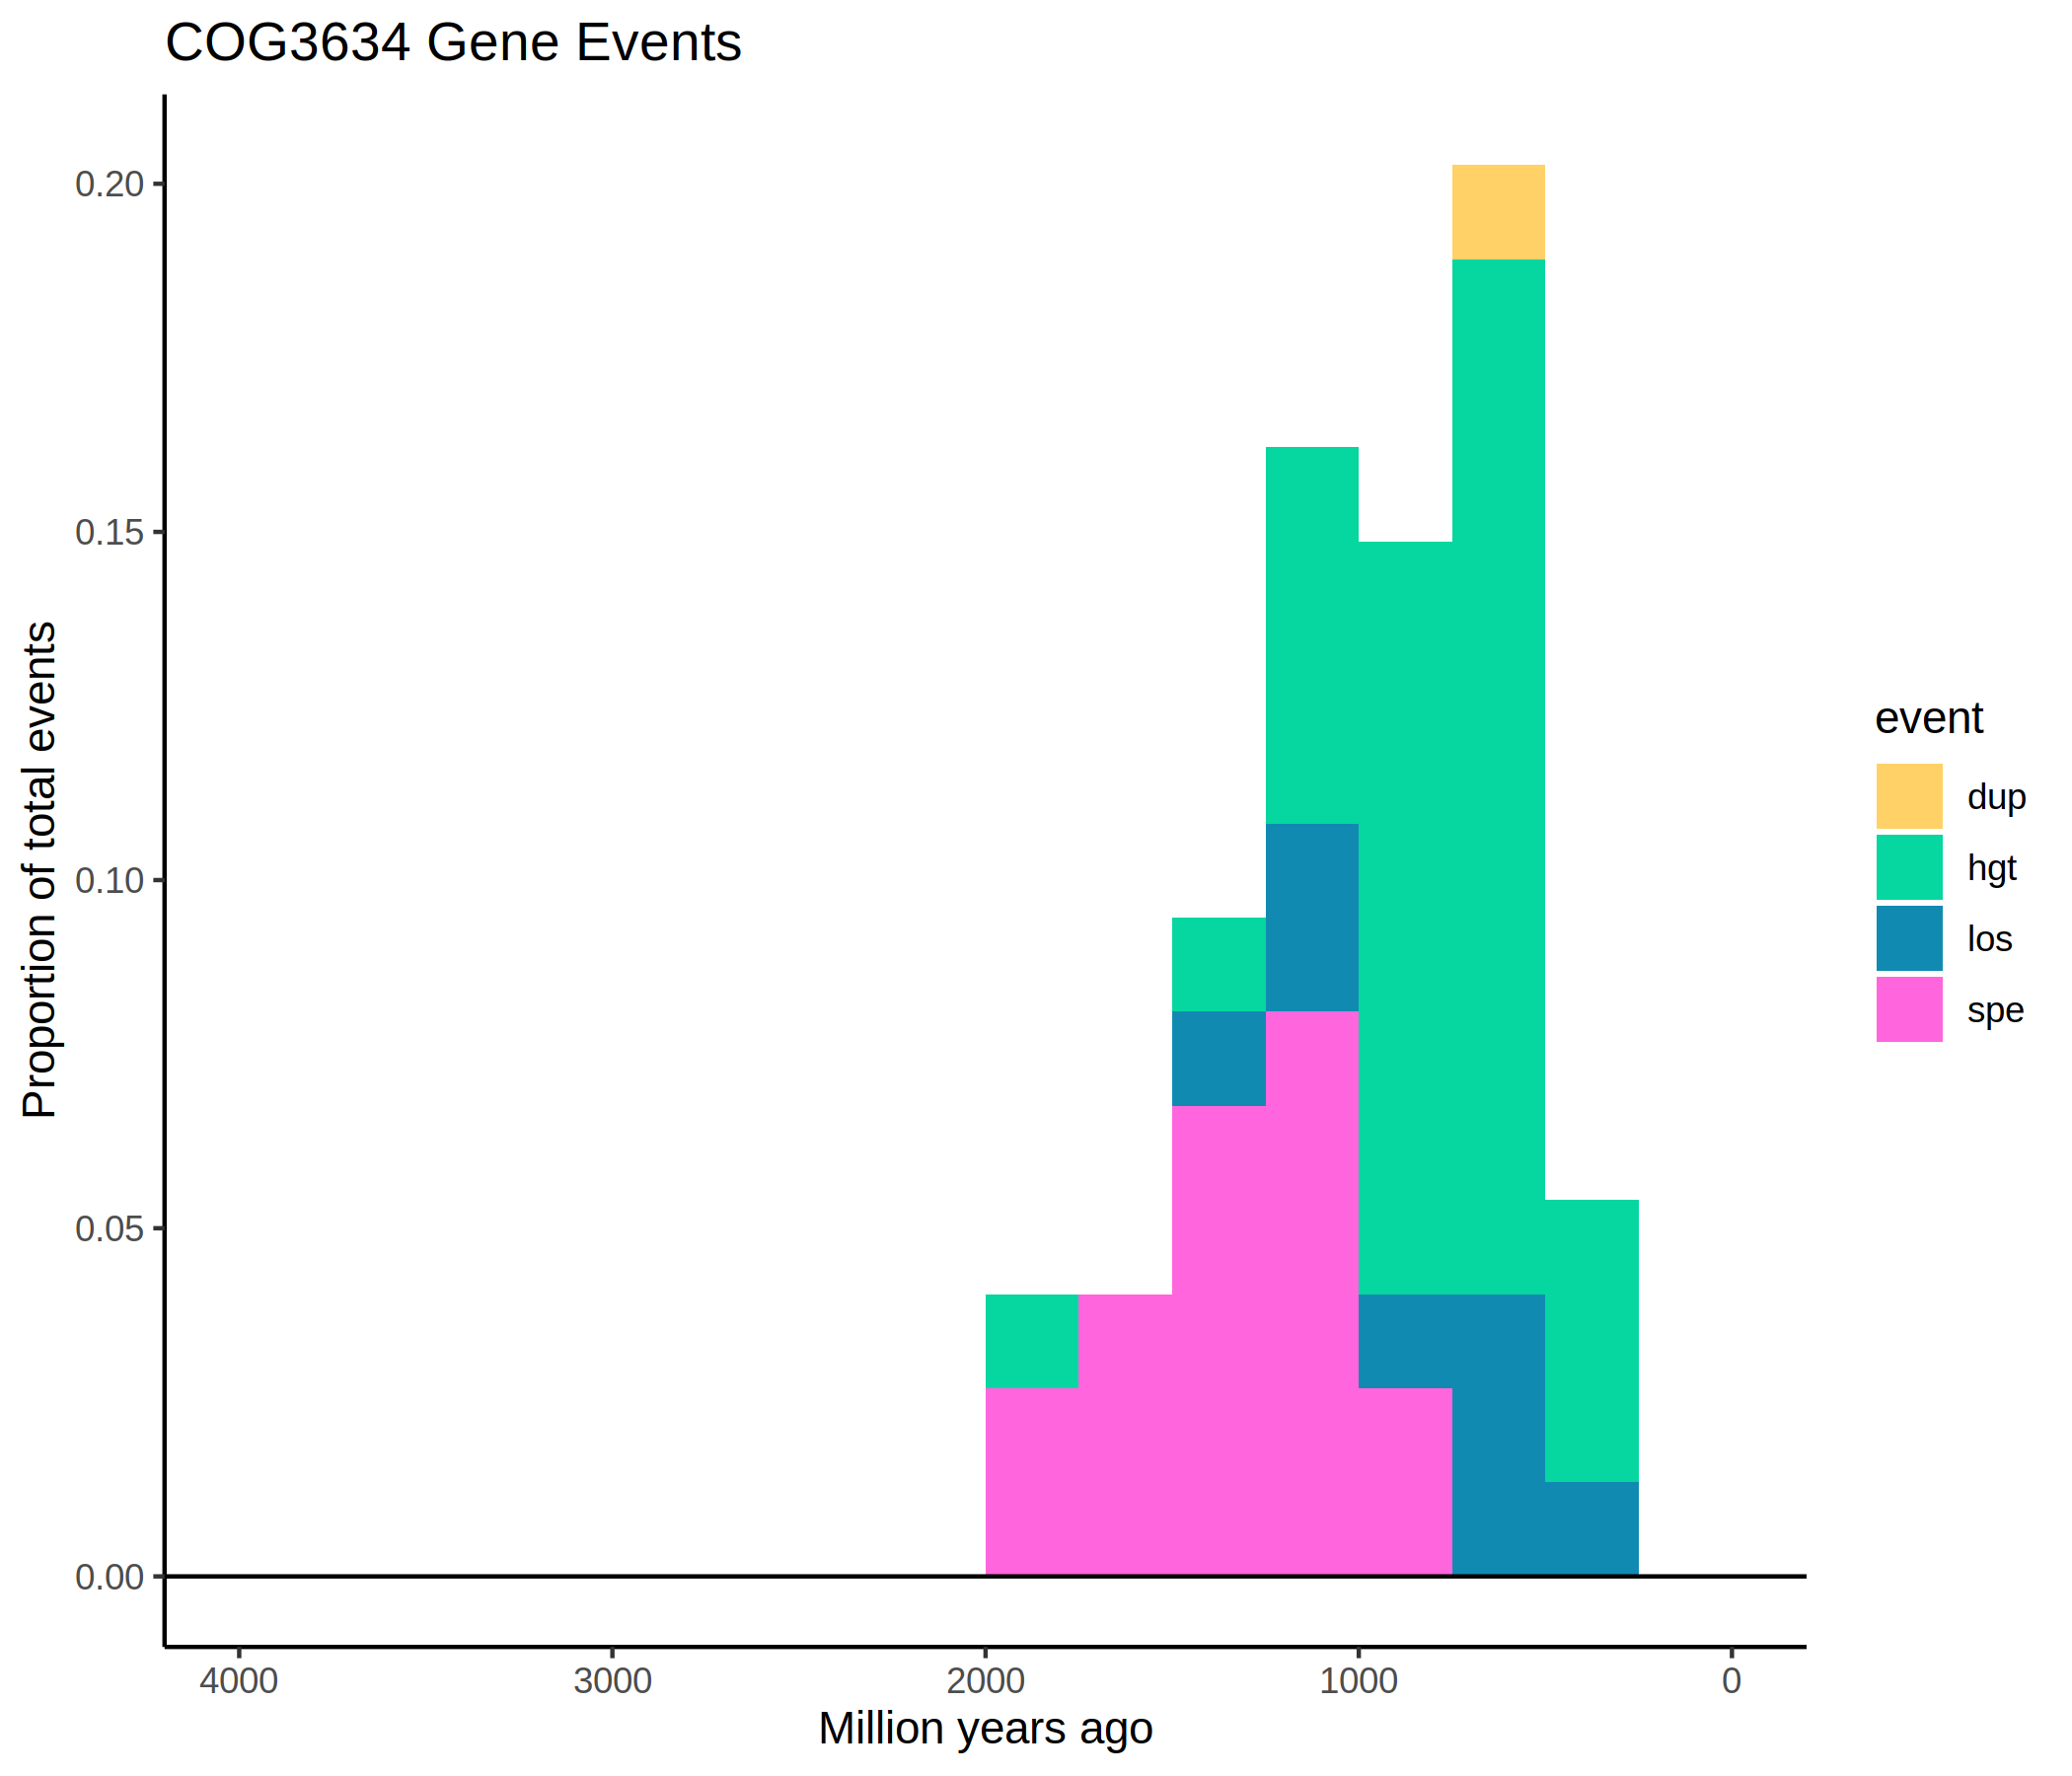 COG3634 Gene Events
Proportion of total events
0.20
0.15
0.10
0.05
0.00
4000 3000 2000 1000 0
Million years ago
event
dup
hgt
los
spe